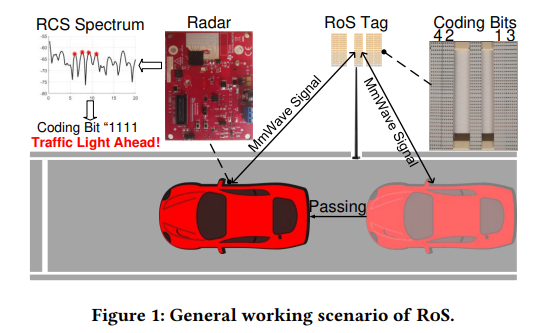 RCS Spectrum
Radar
RoS Tag
Coding Bits
4 2
1 3
-55
-60
-65
-70
-75
-80
0
5
10
15
20
MmWave Signal
MmWave Signal
Coding Bit “1111
Traffic Light Ahead!
Passing
Figure 1: General working scenario of RoS.